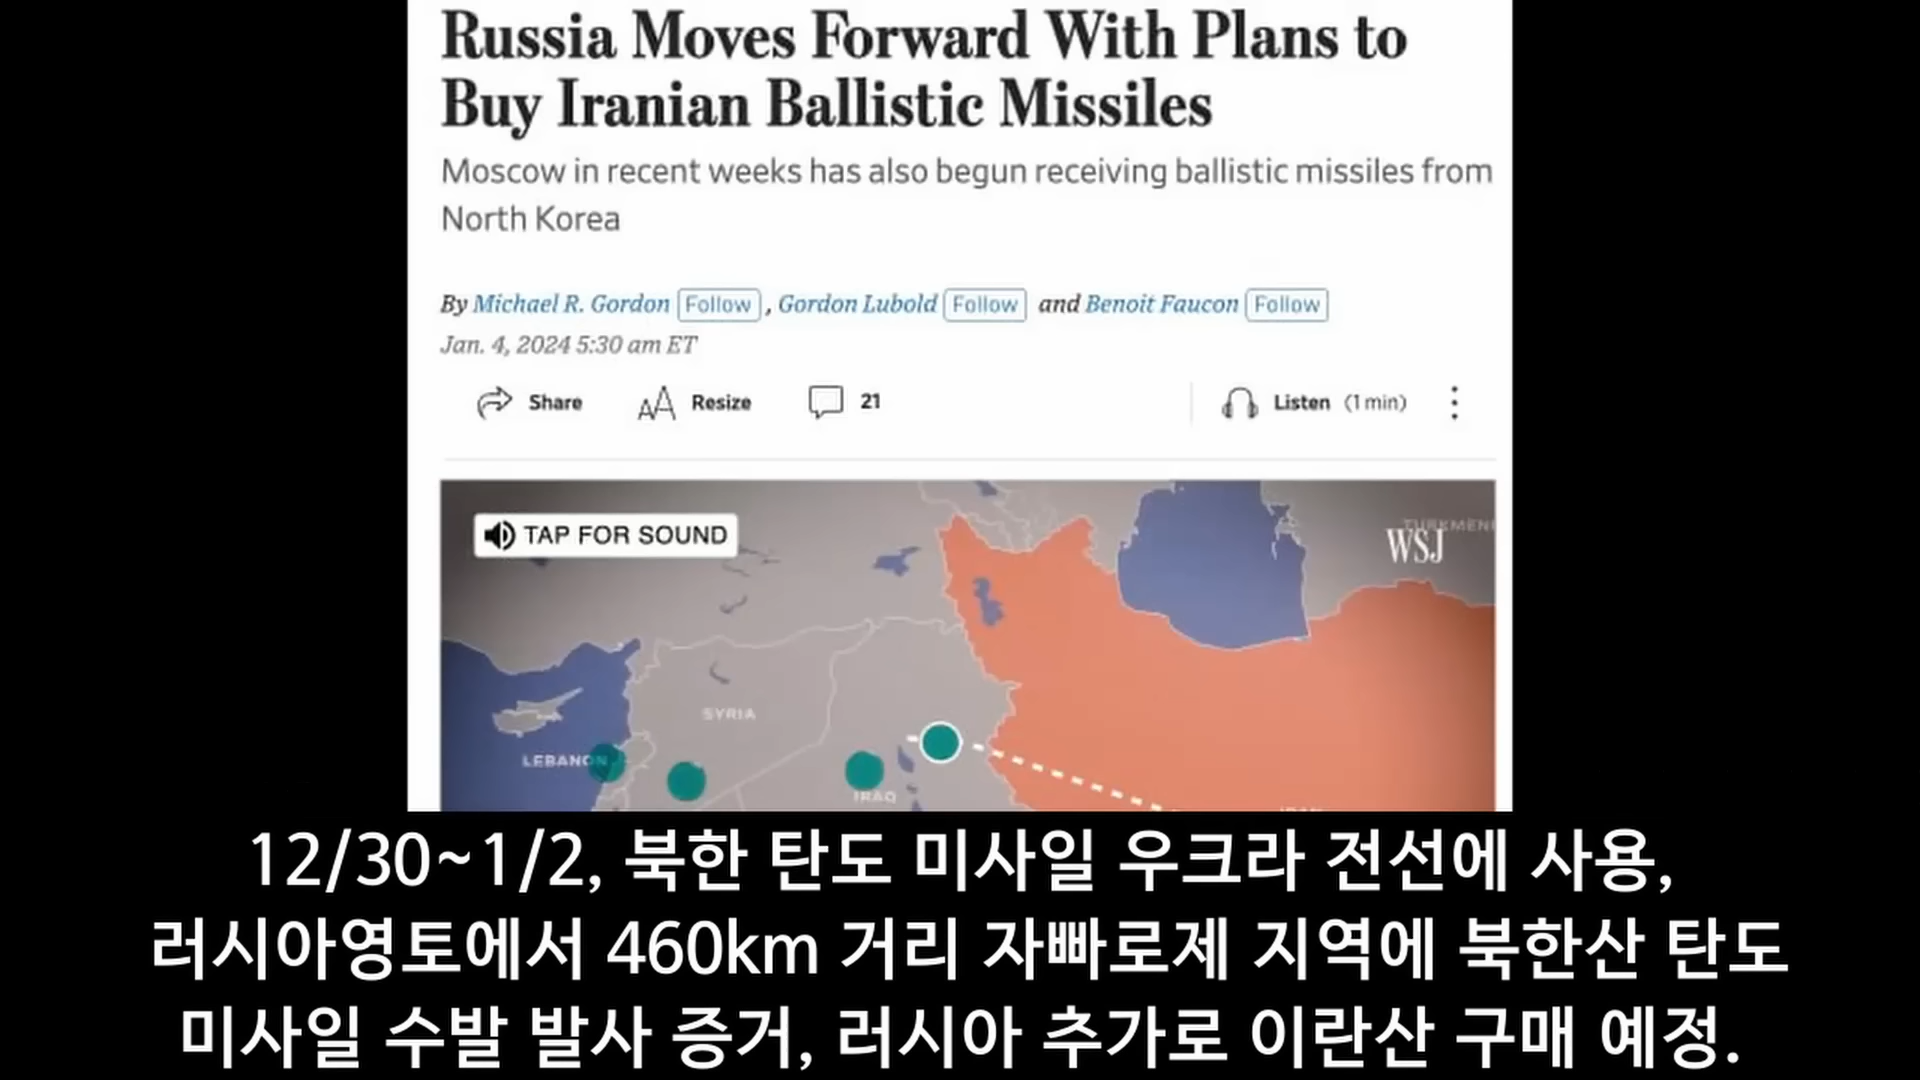 Russia Moves Forward With Plans to
Buy Iranian Ballistic Missiles
Moscow in recent weeks has also begun receiving ballistic missiles from
North Korea
By Michael R. Gordon Follow , Gordon Lubold Follow and Benoit Faucon Follow
Jan. 4, 2024 5:30 am ET
Share Resize 21 Listen (1 min)
TAP FOR SOUND
WSJ
SYRIA
LEBANON
IRAQ
12/30~1/2, 북한 탄도 미사일 우크라 전선에 사용,
러시아영토에서 460km 거리 자빠로제 지역에 북한산 탄도
미사일 수발 발사 증거, 러시아 추가로 이란산 구매 예정.